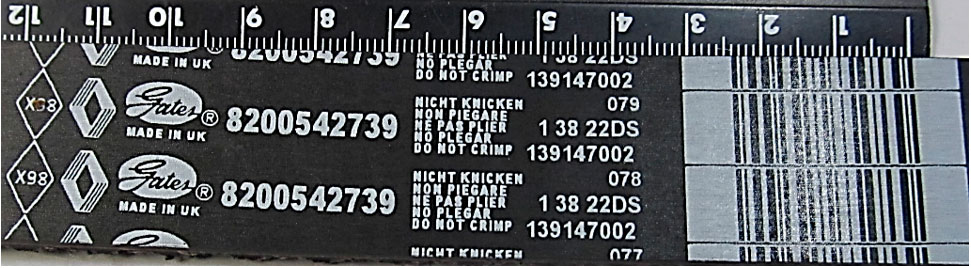 12 11 10 9 8 7 6 5 4 3 2 1
MADE IN UK
8200542739
NE PAS PLIER
NO PLEGAR
DO NOT CRIMP
1 38 22DS
139147002
X98
Gates®
MADE IN UK
8200542739
NICHT KNICKEN
NON PIEGARE
NE PAS PLIER
NO PLEGAR
DO NOT CRIMP
079
1 38 22DS
139147002
X98
Gates®
MADE IN UK
8200542739
NICHT KNICKEN
NON PIEGARE
NE PAS PLIER
NO PLEGAR
DO NOT CRIMP
078
1 38 22DS
139147002
NICHT KNICKEN
077